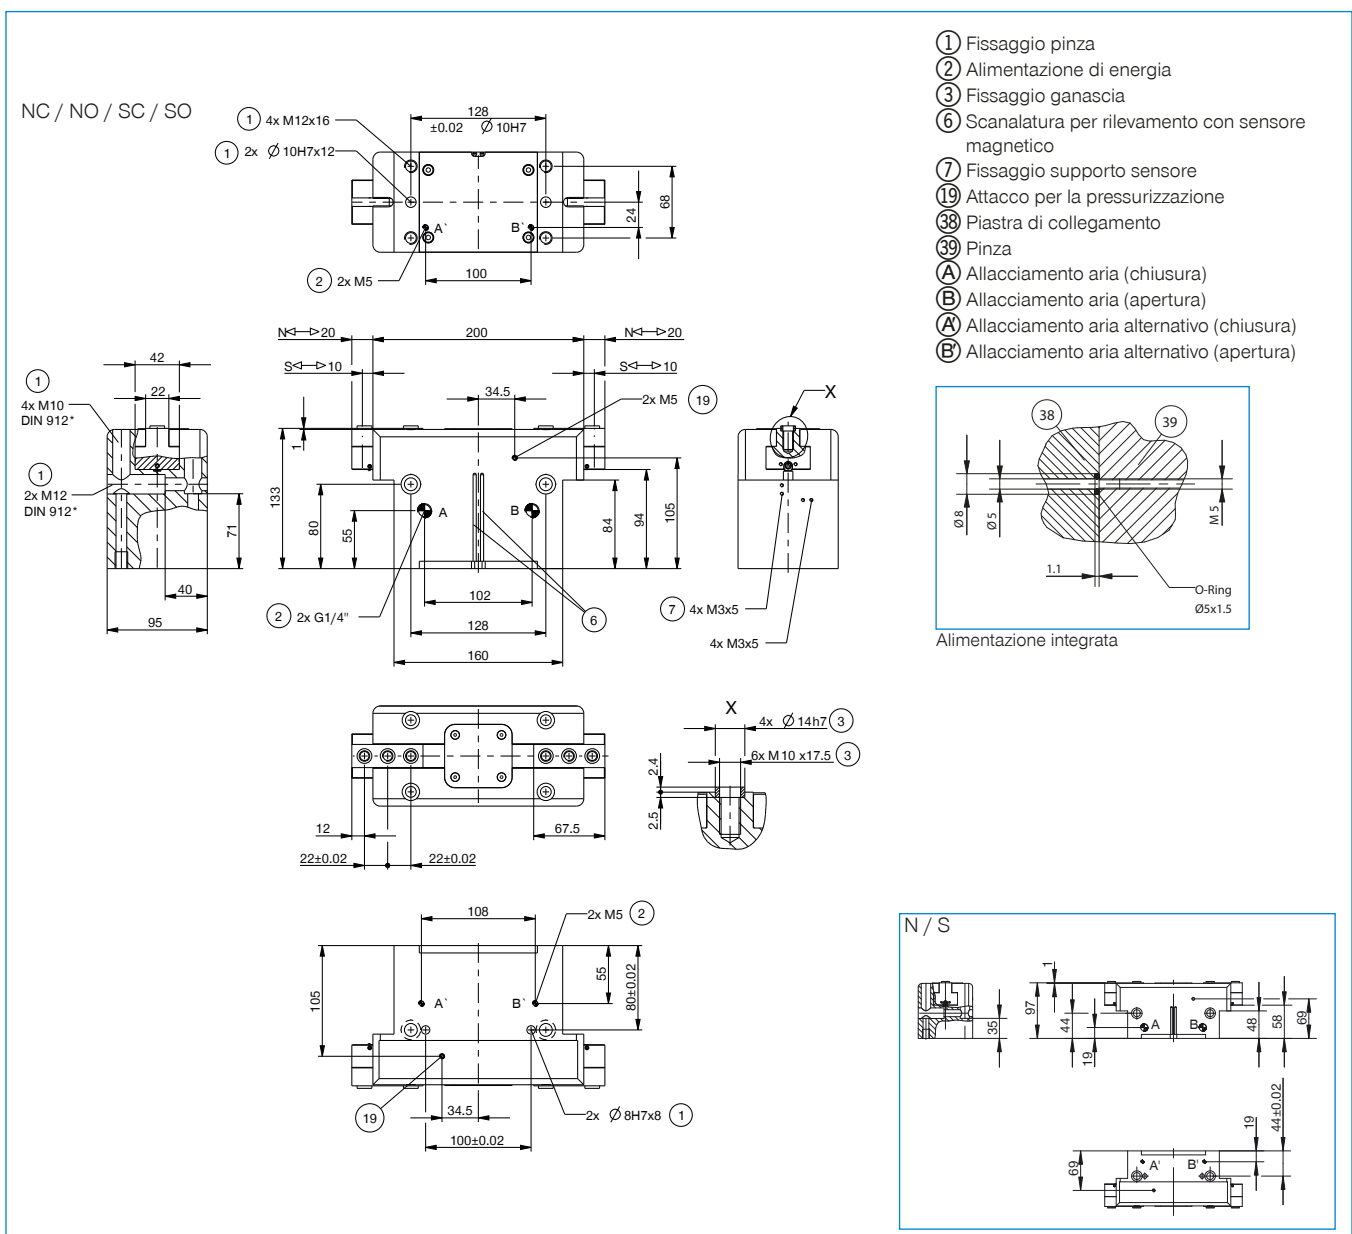 NC / NO / SC / SO
1 4x M12x16
1 2x Ø 10H7x12
128
±0.02 Ø 10H7
68
24
A`
B`
2 2x M5
100
1 Fissaggio pinza
2 Alimentazione di energia
3 Fissaggio ganascia
6 Scanalatura per rilevamento con sensore
magnetico
7 Fissaggio supporto sensore
19 Attacco per la pressurizzazione
38 Piastra di collegamento
39 Pinza
A Allacciamento aria (chiusura)
B Allacciamento aria (apertura)
A' Allacciamento aria alternativo (chiusura)
B' Allacciamento aria alternativo (apertura)
42
22
1
4x M10
DIN 912*
1
2x M12
DIN 912*
71
40
95
N 20
200
N 20
S 10
S 10
34.5
2x M5 19
1
133
80
55
A
B
84
94
105
2 2x G1/4"
102
128
160
6
X
7 4x M3x5
4x M3x5
38
39
Ø 8
Ø 5
M 5
1.1
O-Ring
Ø5x1.5
Alimentazione integrata
12
67.5
22±0.02
22±0.02
X
4x Ø 14h7 3
6x M10 x17.5 3
2.4
2.5
108
2x M5 2
105
55
80±0.02
A`
B`
19
34.5
2x Ø 8H7x8 1
100±0.02
N / S
35
1
97
44
19
A
B
48
58
69
19
44±0.02
69
A'
B'